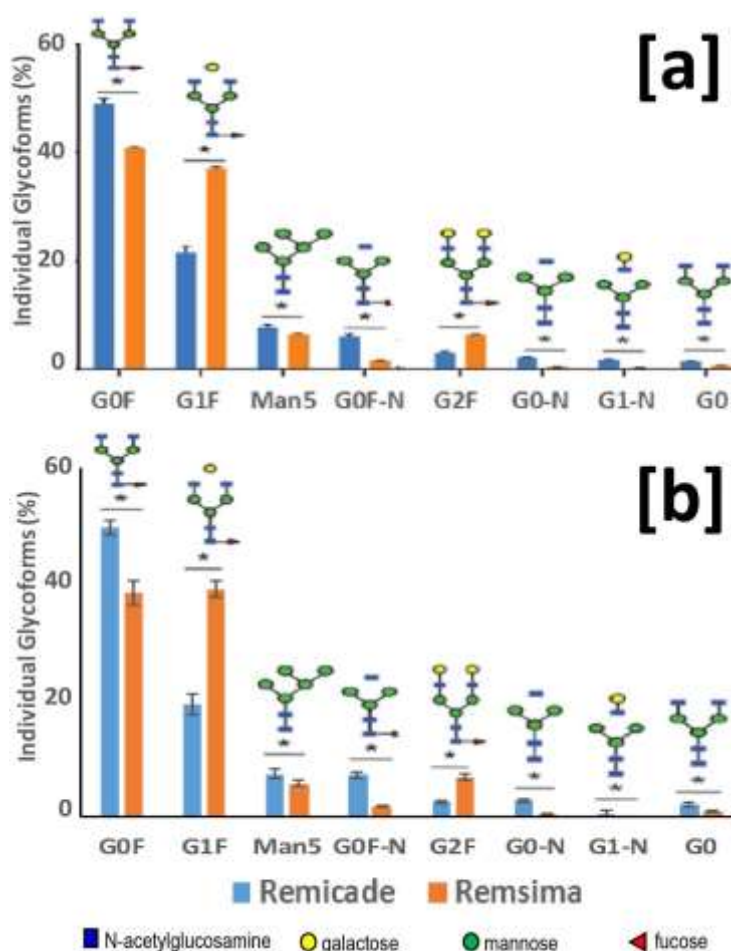 [a]
Individual Glycoforms (%)
60
40
20
0
* * * * * * * *
G0F G1F Man5 G0F-N G2F G0-N G1-N G0
[b]
Individual Glycoforms (%)
60
40
20
0
* * * * * * * *
G0F G1F Man5 G0F-N G2F G0-N G1-N G0
Remicade Remsima
N-acetylglucosamine galactose mannose fucose